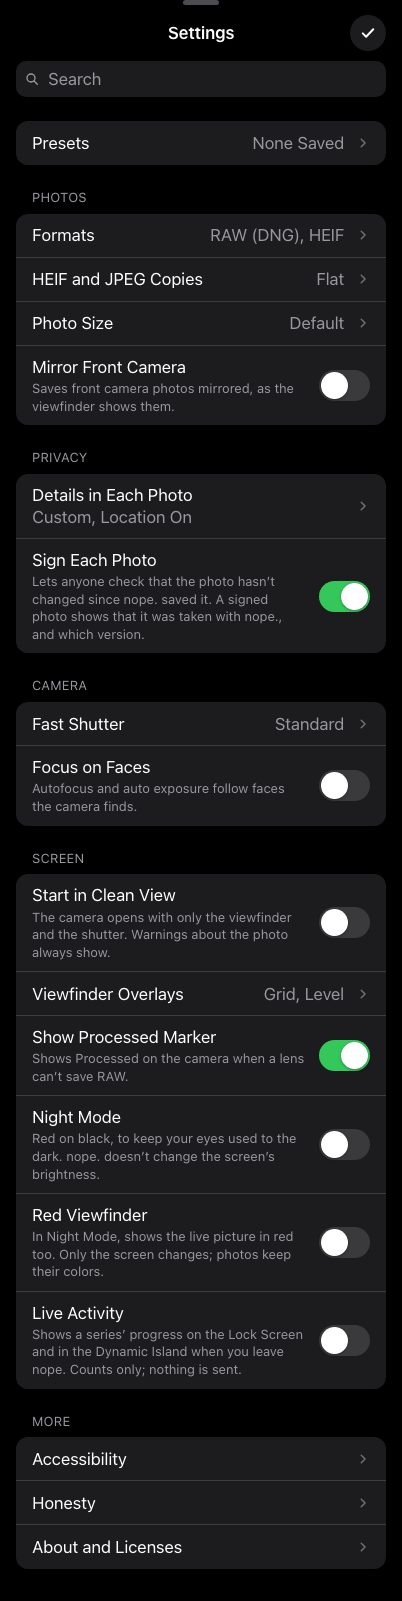 Settings
Search
Presets
None Saved
PHOTOS
Formats
RAW (DNG), HEIF
HEIF and JPEG Copies
Flat
Photo Size
Default
Mirror Front Camera
Saves front camera photos mirrored, as the
viewfinder shows them.
PRIVACY
Details in Each Photo
Custom, Location On
Sign Each Photo
Lets anyone check that the photo hasn’t
changed since nope. saved it. A signed
photo shows that it was taken with nope.,
and which version.
CAMERA
Fast Shutter
Standard
Focus on Faces
Autofocus and auto exposure follow faces
the camera finds.
SCREEN
Start in Clean View
The camera opens with only the viewfinder
and the shutter. Warnings about the photo
always show.
Viewfinder Overlays
Grid, Level
Show Processed Marker
Shows Processed on the camera when a lens
can’t save RAW.
Night Mode
Red on black, to keep your eyes used to the
dark. nope. doesn’t change the screen’s
brightness.
Red Viewfinder
In Night Mode, shows the live picture in red
too. Only the screen changes; photos keep
their colors.
Live Activity
Shows a series’ progress on the Lock Screen
and in the Dynamic Island when you leave
nope. Counts only; nothing is sent.
MORE
Accessibility
Honesty
About and Licenses